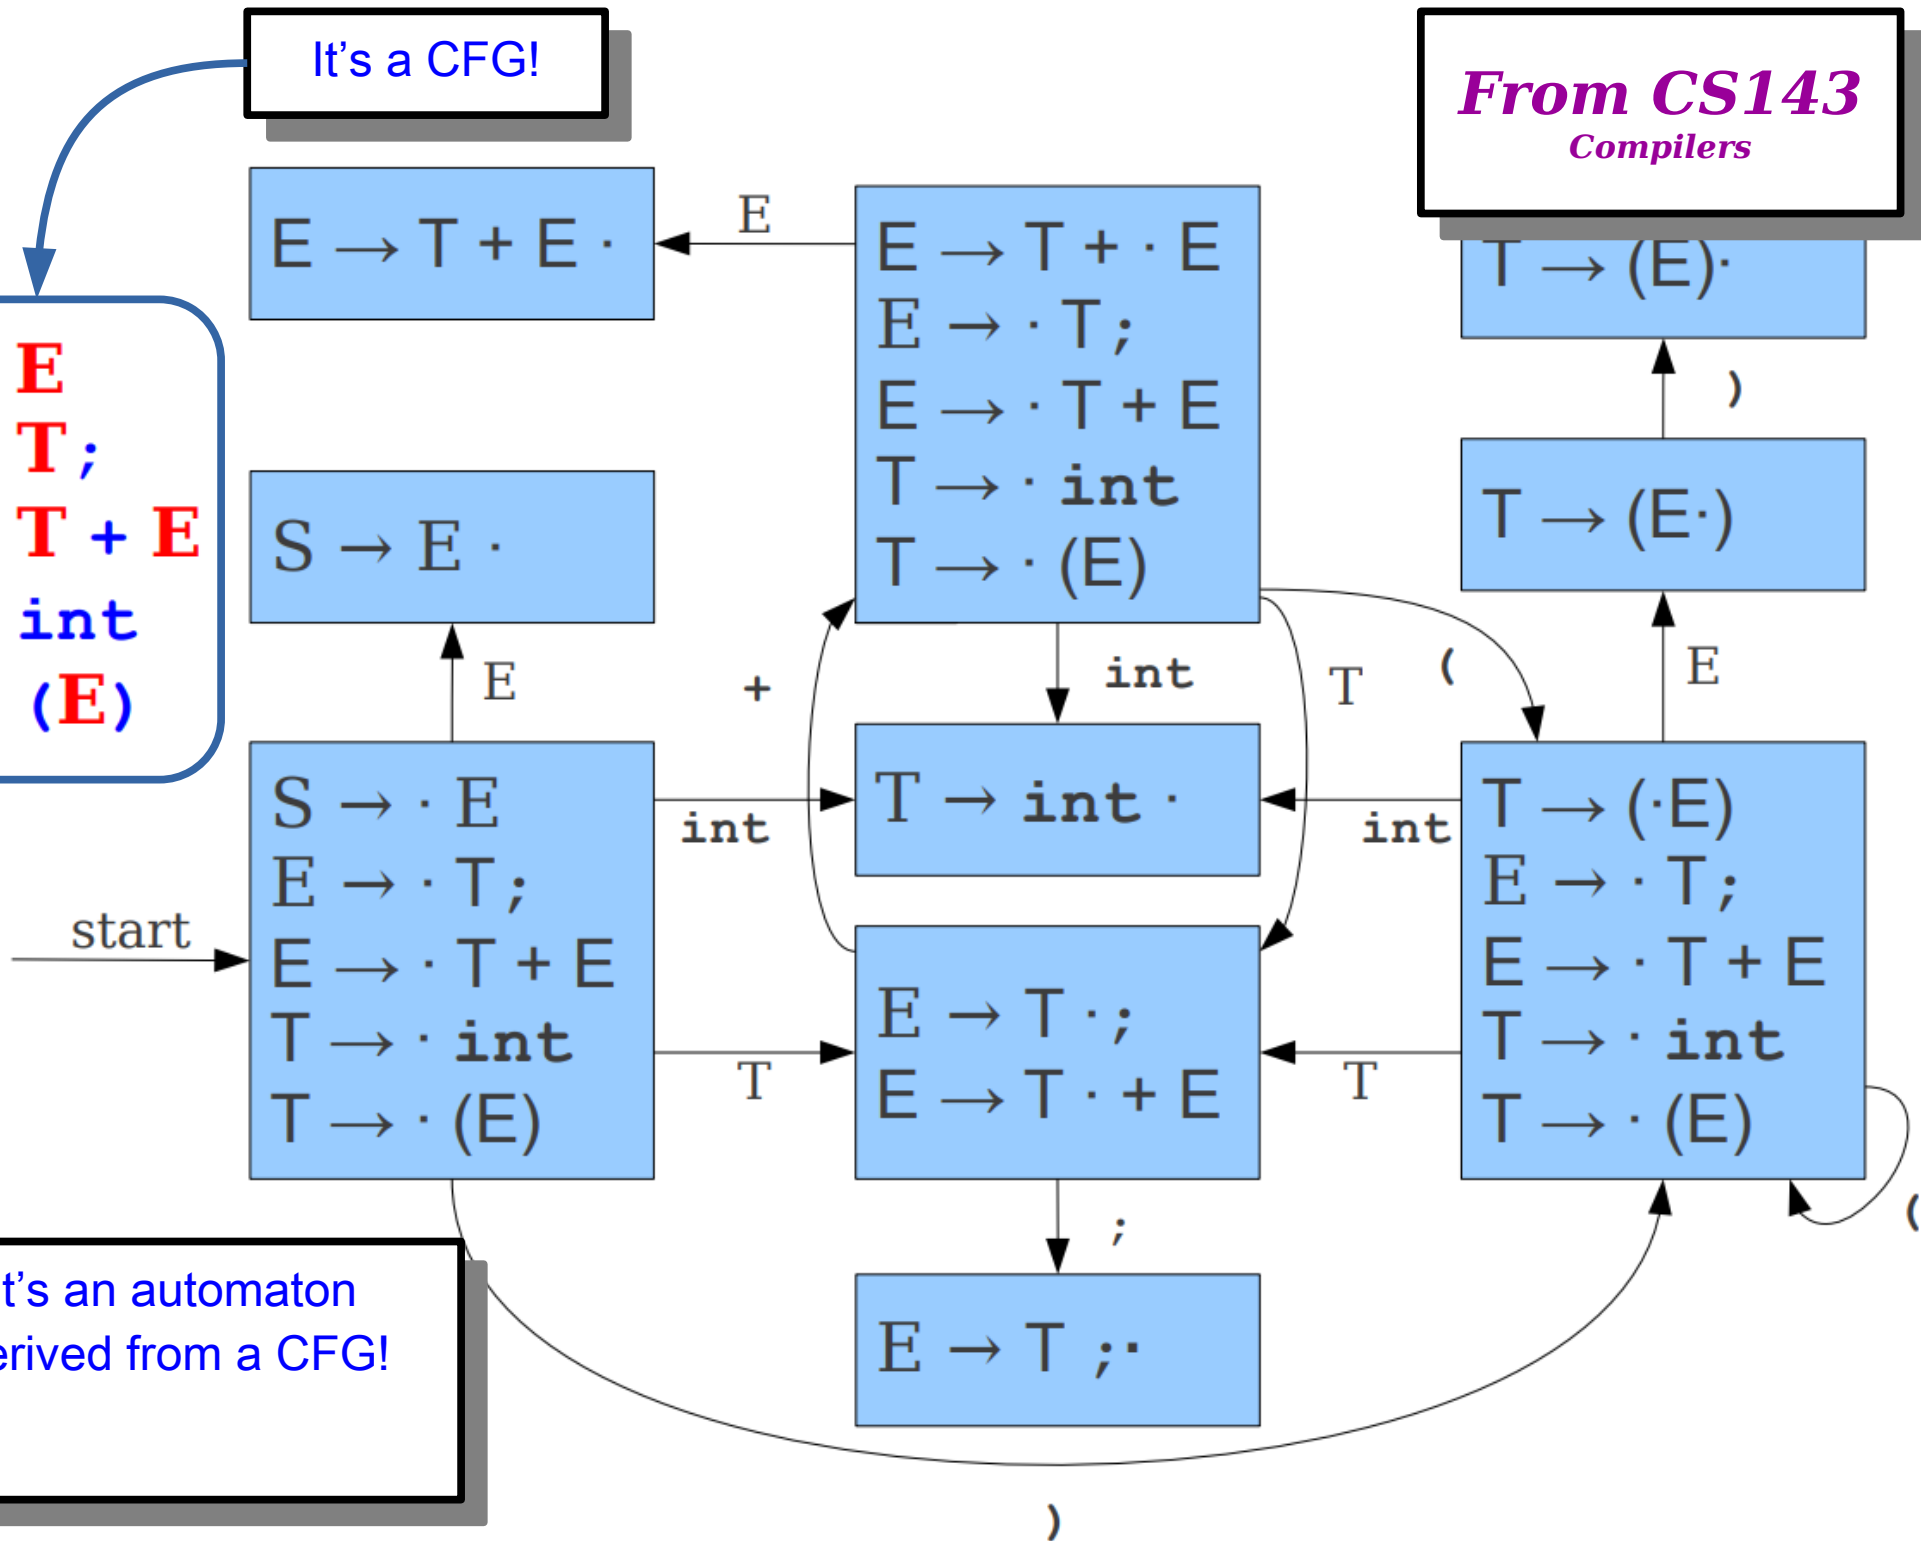 It's a CFG!
From CS143
Compilers
E → T + E ·
E
E → T + · E
E → · T ;
E → · T + E
T → · int
T → · (E)
T → (E)·
)
T → (E·)
E
T ;
T + E
int
(E)
S → E ·
E
+
int
T
(
E
S → · E
E → · T ;
E → · T + E
T → · int
T → · (E)
int
T → int ·
int
T → (·E)
E → · T ;
E → · T + E
T → · int
T → · (E)
start
T
E → T · ;
E → T · + E
T
(
;
t's an automaton
erived from a CFG!
E → T ;·
)